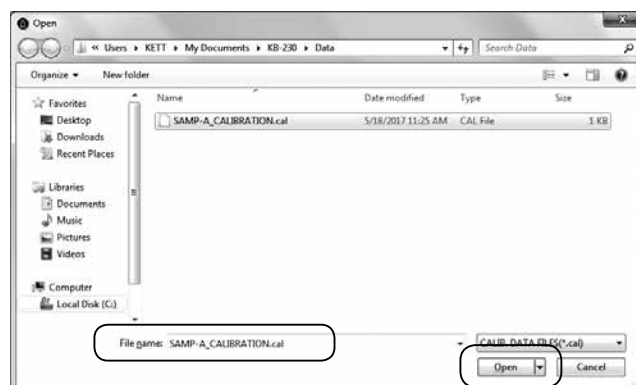 Open
« Users ▸ KETT ▸ My Documents ▸ KB-230 ▸ Data
Search Data
Organize ▾ New folder
Name Date modified Type Size
SAMP-A_CALIBRATION.cal 5/18/2017 11:25 AM CAL File 1 KB
Favorites
Desktop
Downloads
Recent Places
Libraries
Documents
Music
Pictures
Videos
Computer
Local Disk (C:)
File name: SAMP-A_CALIBRATION.cal
CALIB. DATA FILES(*.cal)
Open Cancel